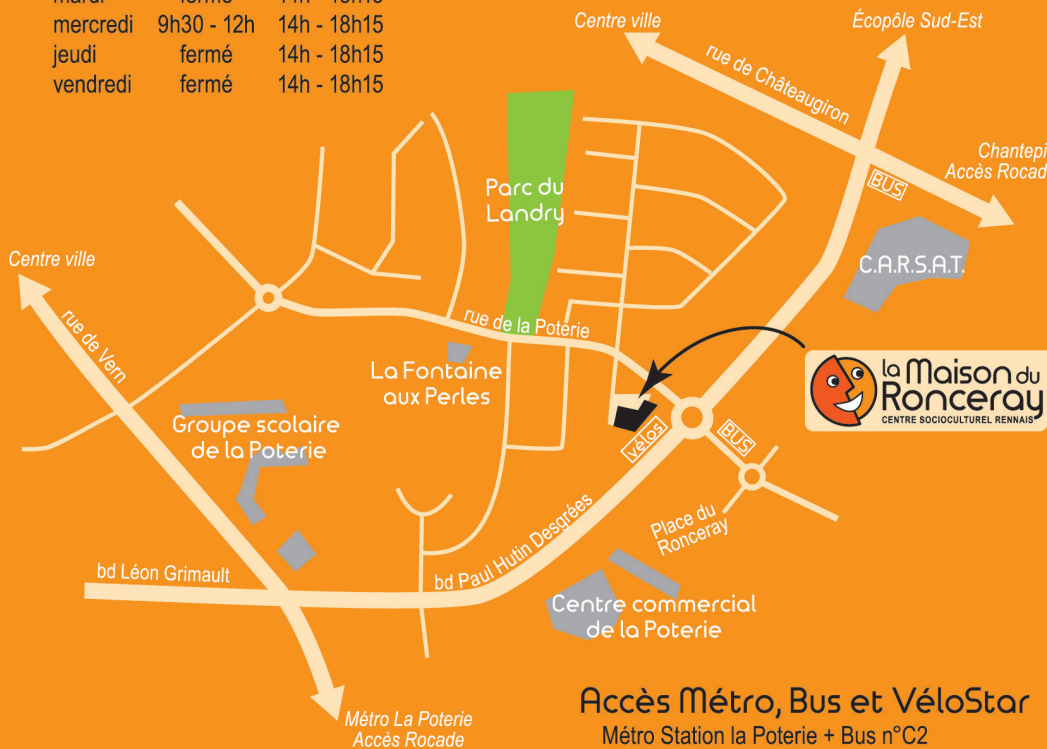 mardi fermé 14h - 18h15
mercredi 9h30 - 12h 14h - 18h15
jeudi fermé 14h - 18h15
vendredi fermé 14h - 18h15
Centre ville
Écopôle Sud-Est
rue de Châteaugiron
Chantepi
Accès Rocad
BUS
Parc du
Landry
C.A.R.S.A.T.
Centre ville
rue de Vern
rue de la Poterie
La Fontaine
aux Perles
la Maison du
Ronceray
CENTRE SOCIOCULTUREL RENNAIS
Groupe scolaire
de la Poterie
vélos
BUS
Place du
Ronceray
bd Léon Grimault
bd Paul Hutin Desgrées
Centre commercial
de la Poterie
Métro La Poterie
Accès Rocade
Accès Métro, Bus et VéloStar
Métro Station la Poterie + Bus n°C2